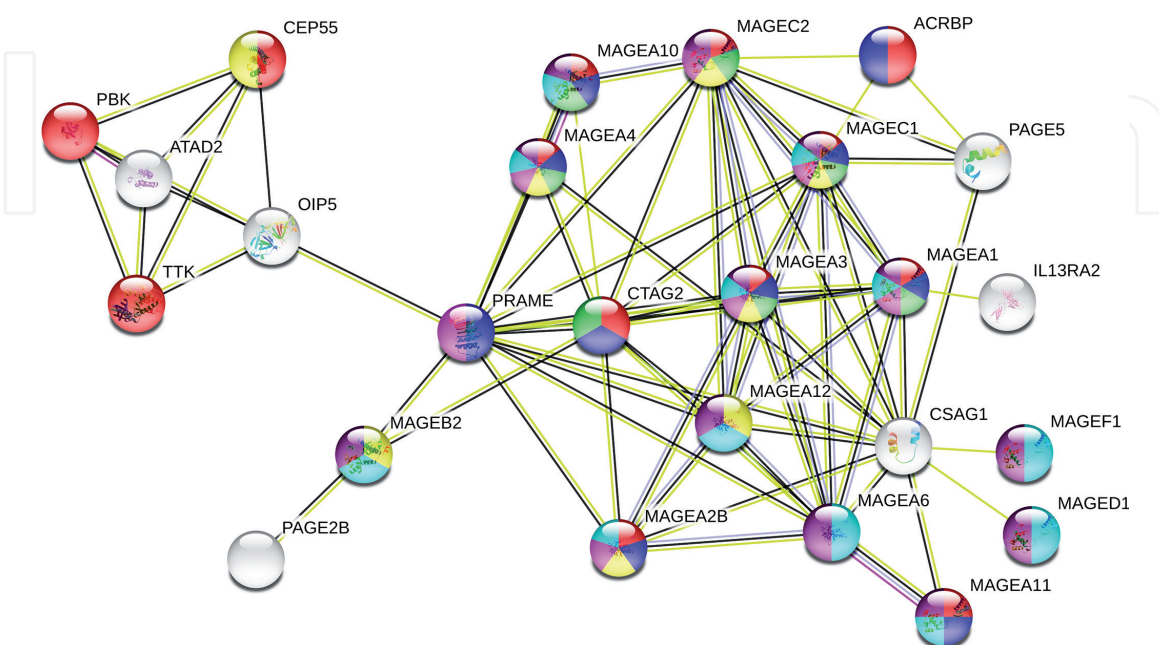 CEP55
MAGEC2
ACRBP
MAGEA10
PBK
MAGEA4
MAGEC1
PAGE5
ATAD2
OIP5
MAGEA3
MAGEA1
IL13RA2
TTK
PRAME
CTAG2
MAGEA12
CSAG1
MAGEF1
MAGEB2
MAGEA6
MAGED1
MAGEA2B
PAGE2B
MAGEA11